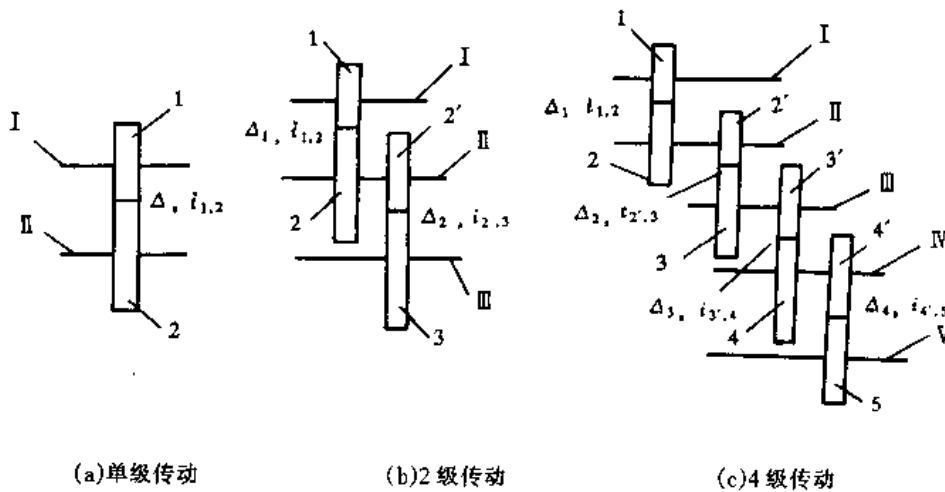 1
Ⅰ
Ⅱ
Δ, i1,2
2
(a)单级传动
1
Ⅰ
Δ1, i1,2
2′
Ⅱ
2
Δ2, i2,3
Ⅲ
3
(b)2级传动
1
Ⅰ
Δ1 i1,2
2′
Ⅱ
2
3′
Δ2, i2′,3
Ⅲ
3
4′
Ⅳ
Δ3, i3′,4
4
Δ4, i4′,5
Ⅴ
5
(c)4级传动